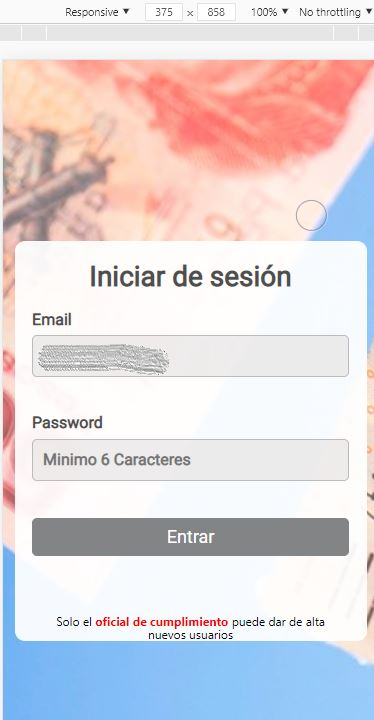 Responsive ▼ 375 x 858 100% ▼ No throttling ▼
Iniciar de sesión
Email
Password
Minimo 6 Caracteres
Entrar
Solo el oficial de cumplimiento puede dar de alta
nuevos usuarios